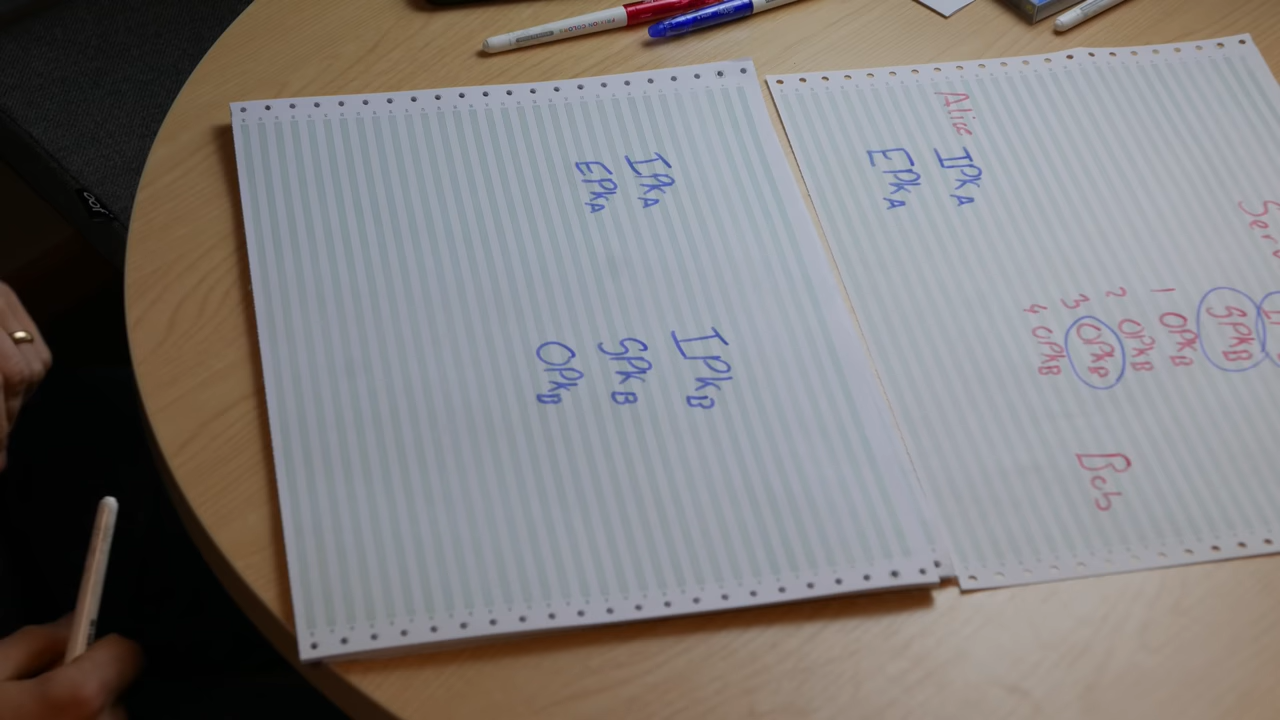 IPKA
EPKA
IPKB
SPKB
OPKB
Alice
IPKA
EPKA
SPKB
1 OPKB
2 OPKB
3 OPKB
4 OPKB
Bob